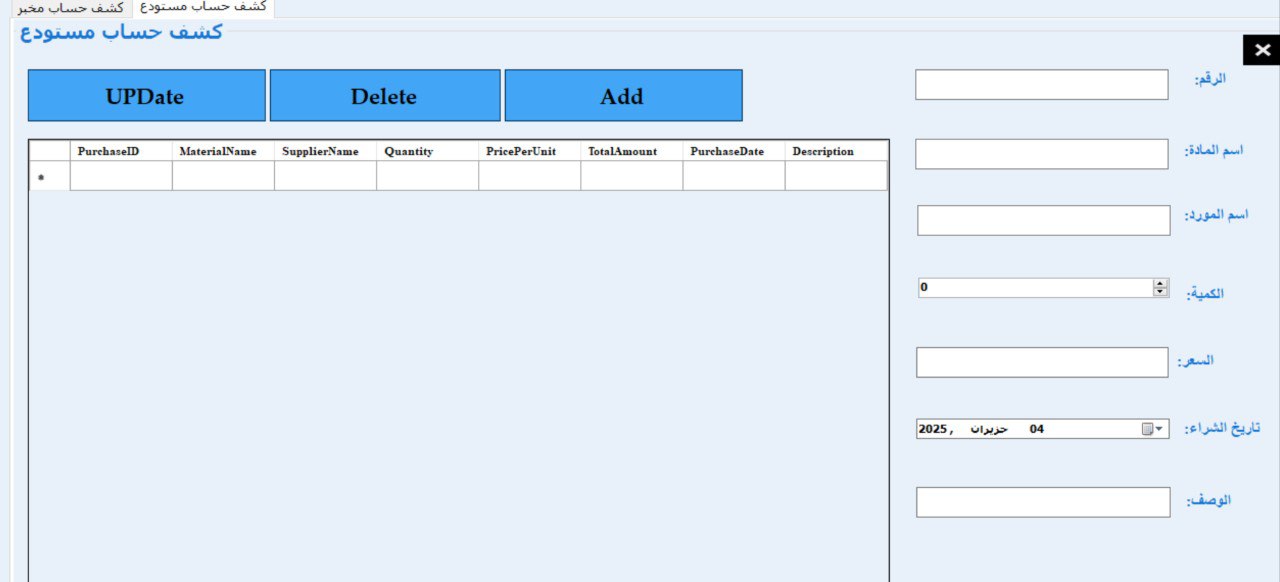 كشف حساب مستودع
كشف حساب مخبر
كشف حساب مستودع
UPDate
Delete
Add
PurchaseID MaterialName SupplierName Quantity PricePerUnit TotalAmount PurchaseDate Description
الرقم:
اسم المادة:
اسم المورد:
الكمية:
0
السعر:
تاريخ الشراء:
04 حزيران , 2025
الوصف: